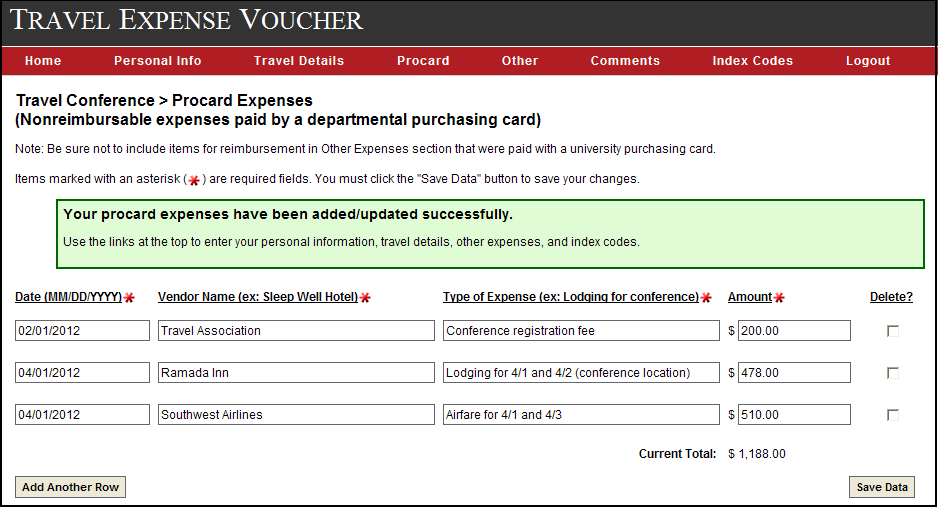 TRAVEL EXPENSE VOUCHER
Home Personal Info Travel Details Procard Other Comments Index Codes Logout
Travel Conference > Procard Expenses
(Nonreimbursable expenses paid by a departmental purchasing card)
Note: Be sure not to include items for reimbursement in Other Expenses section that were paid with a university purchasing card.
Items marked with an asterisk (*) are required fields. You must click the "Save Data" button to save your changes.
Your procard expenses have been added/updated successfully.
Use the links at the top to enter your personal information, travel details, other expenses, and index codes.
Date (MM/DD/YYYY)* Vendor Name (ex: Sleep Well Hotel)* Type of Expense (ex: Lodging for conference)* Amount* Delete?
02/01/2012 Travel Association Conference registration fee $ 200.00
04/01/2012 Ramada Inn Lodging for 4/1 and 4/2 (conference location) $ 478.00
04/01/2012 Southwest Airlines Airfare for 4/1 and 4/3 $ 510.00
Current Total: $ 1,188.00
Add Another Row Save Data